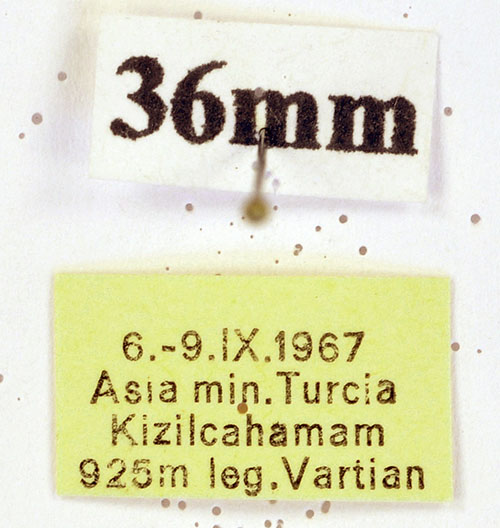 36mm
6.-9.IX.1967
Asia min.Turcia
Kizilcahamam
925m leg.Vartian